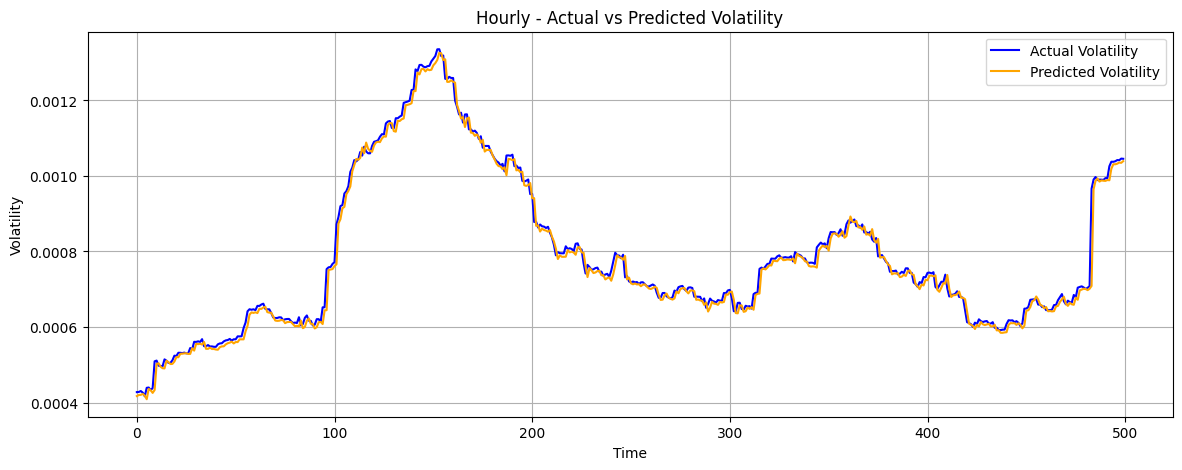 Hourly - Actual vs Predicted Volatility
Actual Volatility
Predicted Volatility
Volatility
0.0012
0.0010
0.0008
0.0006
0.0004
0 100 200 300 400 500
Time